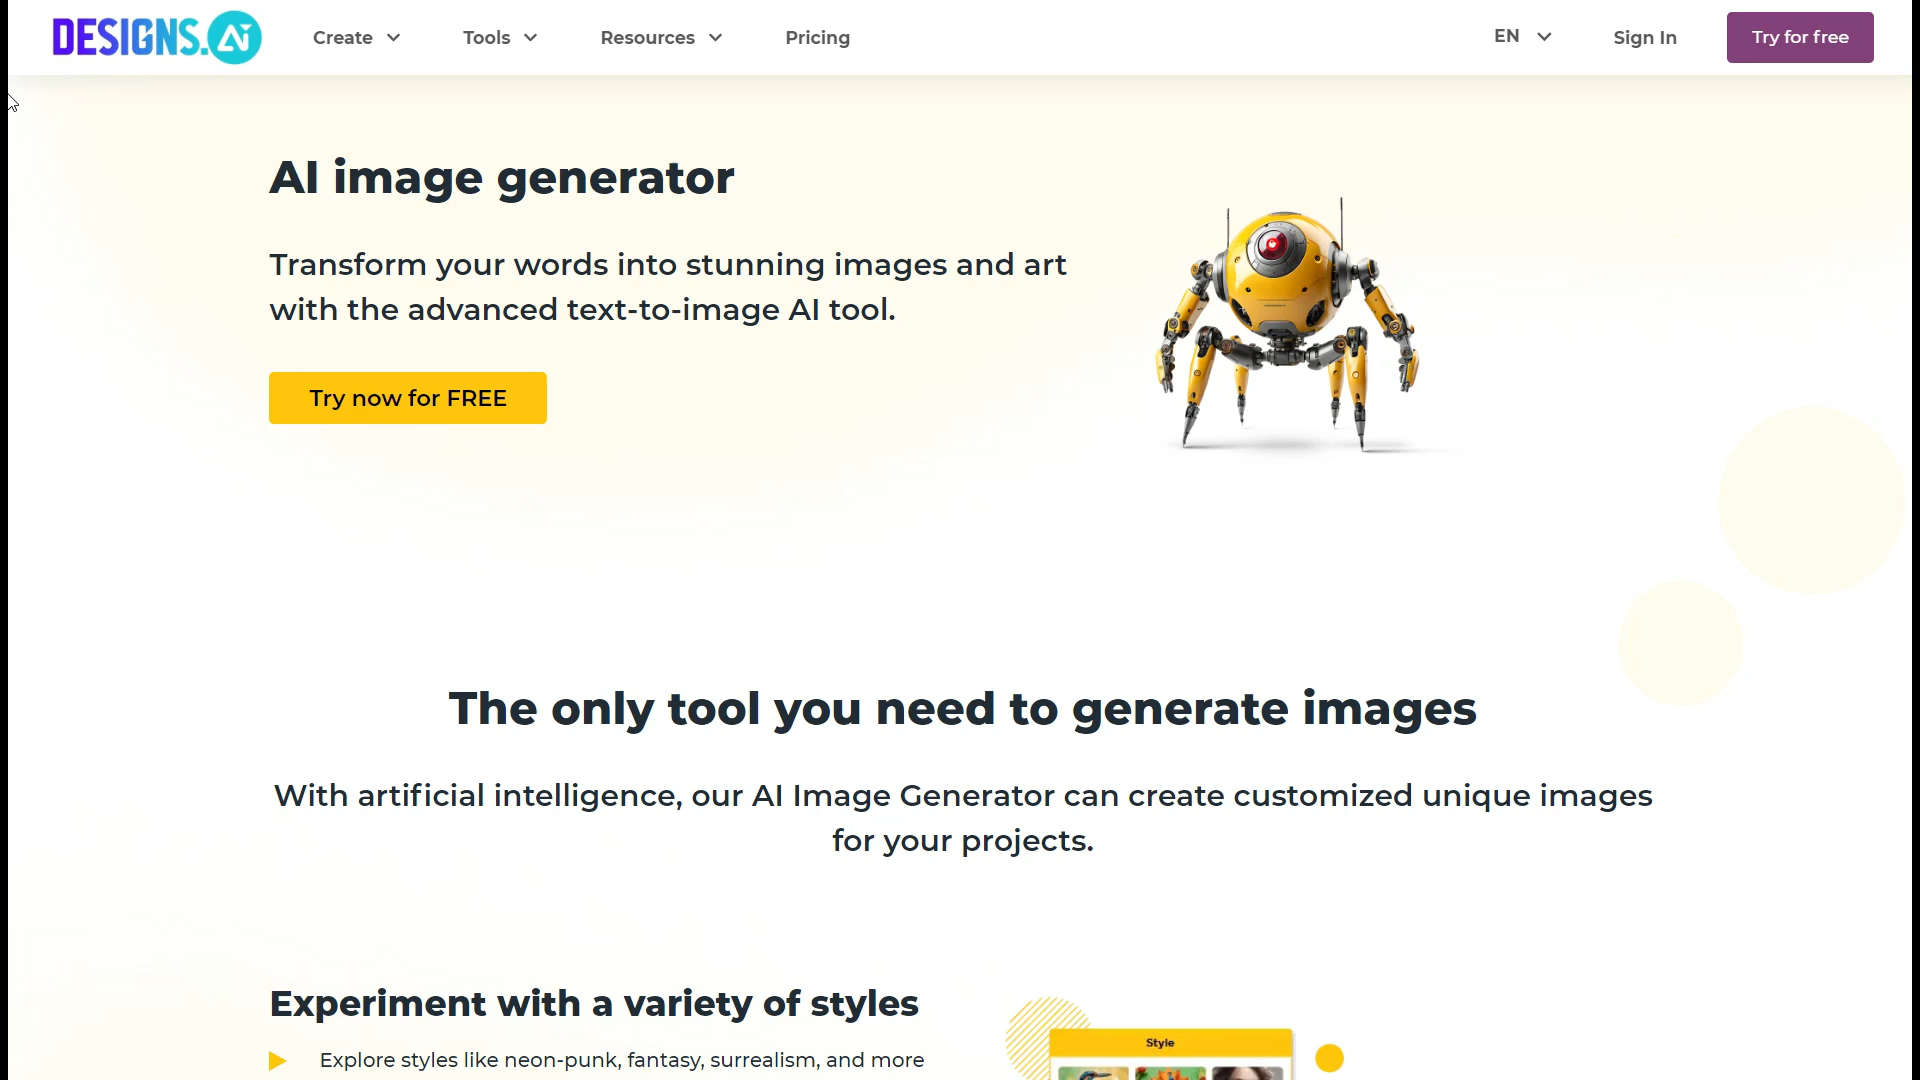 DESIGNS.Ai
Create
Tools
Resources
Pricing
EN
Sign In
Try for free
AI image generator
Transform your words into stunning images and art
with the advanced text-to-image AI tool.
Try now for FREE
The only tool you need to generate images
With artificial intelligence, our AI Image Generator can create customized unique images
for your projects.
Experiment with a variety of styles
Explore styles like neon-punk, fantasy, surrealism, and more
Style